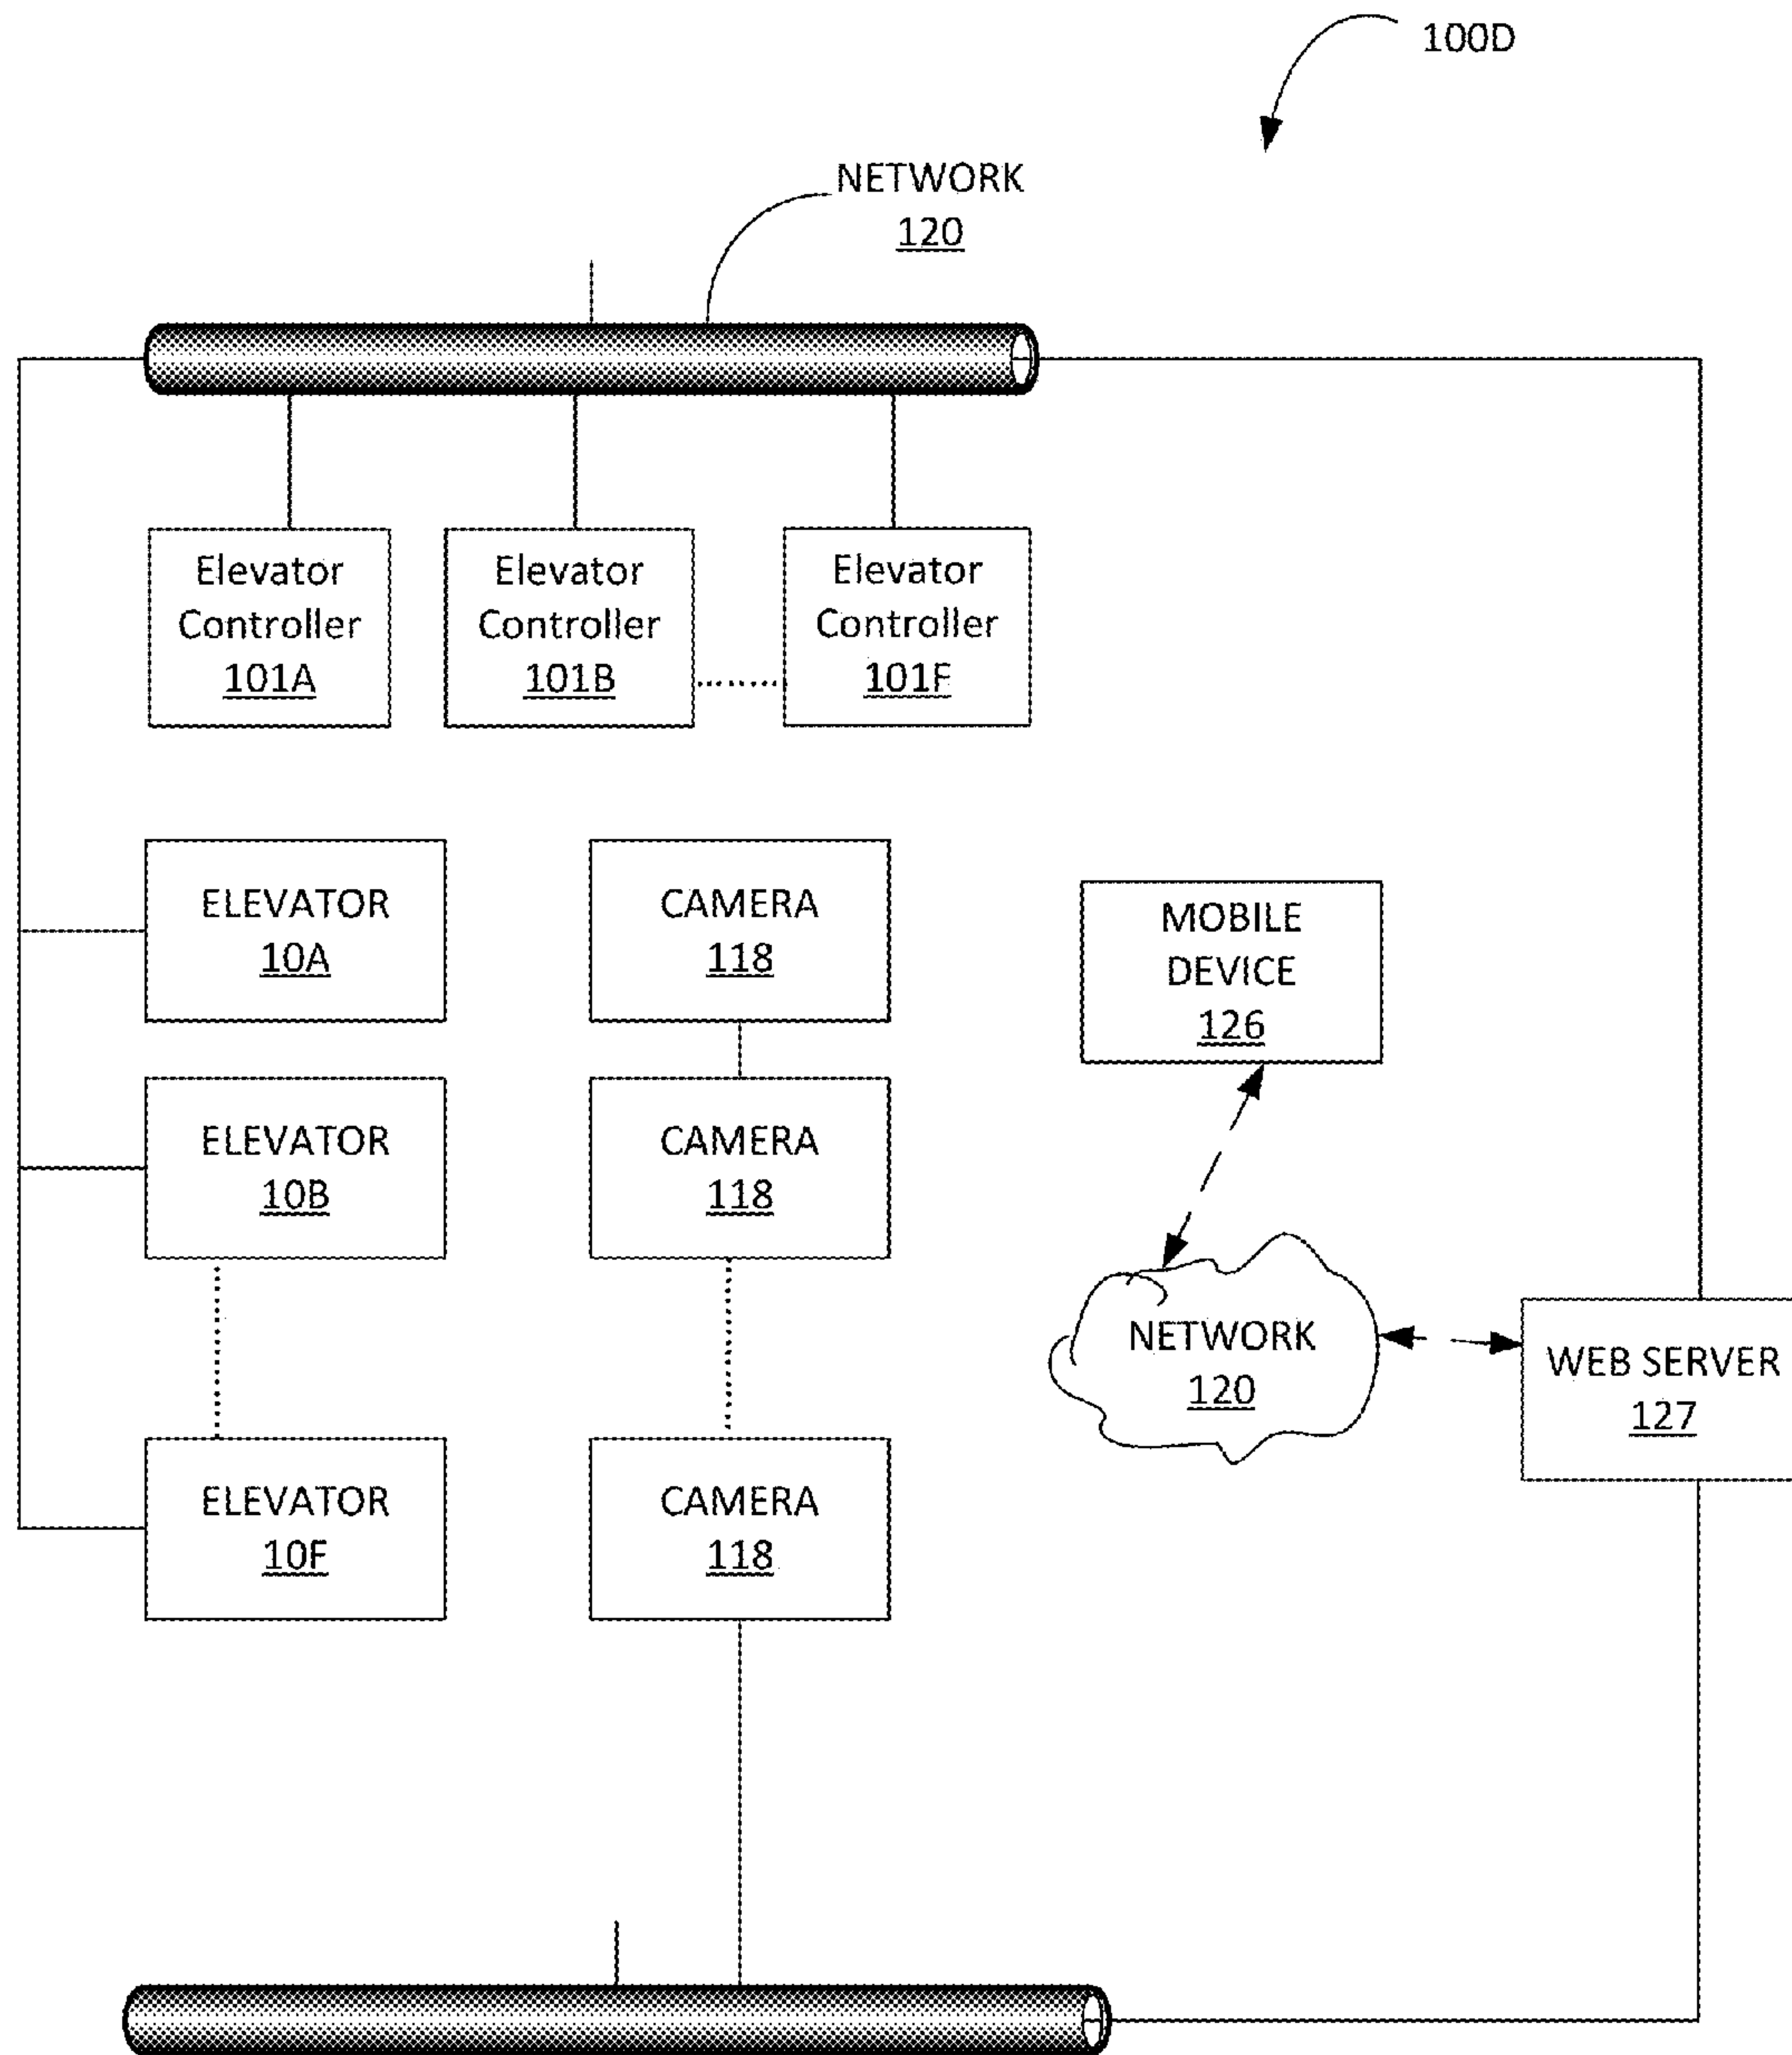 100D
NETWORK
120
Elevator
Controller
101A
Elevator
Controller
101B
Elevator
Controller
101F
ELEVATOR
10A
CAMERA
118
MOBILE
DEVICE
126
ELEVATOR
10B
CAMERA
118
NETWORK
120
WEB SERVER
127
ELEVATOR
10F
CAMERA
118